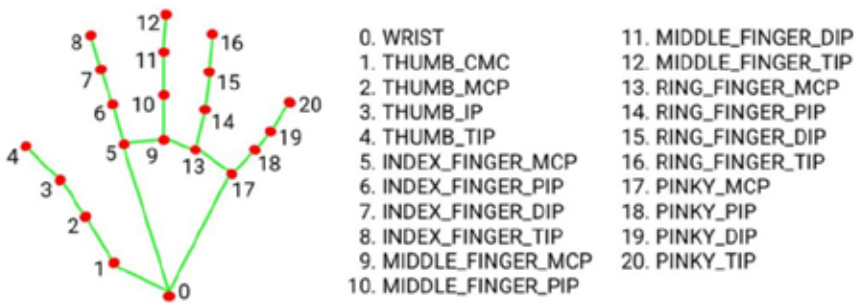 12
8
16
11
7
15
20
6
10
14
19
4
5
9
13
18
3
17
2
1
0
0. WRIST
1. THUMB_CMC
2. THUMB_MCP
3. THUMB_IP
4. THUMB_TIP
5. INDEX_FINGER_MCP
6. INDEX_FINGER_PIP
7. INDEX_FINGER_DIP
8. INDEX_FINGER_TIP
9. MIDDLE_FINGER_MCP
10. MIDDLE_FINGER_PIP
11. MIDDLE_FINGER_DIP
12. MIDDLE_FINGER_TIP
13. RING_FINGER_MCP
14. RING_FINGER_PIP
15. RING_FINGER_DIP
16. RING_FINGER_TIP
17. PINKY_MCP
18. PINKY_PIP
19. PINKY_DIP
20. PINKY_TIP